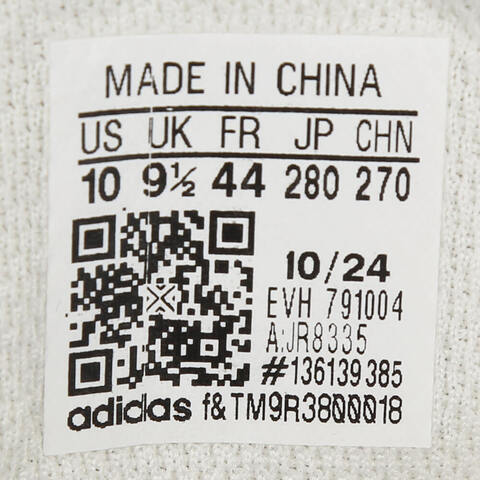 MADE IN CHINA
US UK FR JP CHN
10 9½ 44 280 270
10/24
EVH 791004
A:JR8335
#136139385
adidas f&TM9R3800018